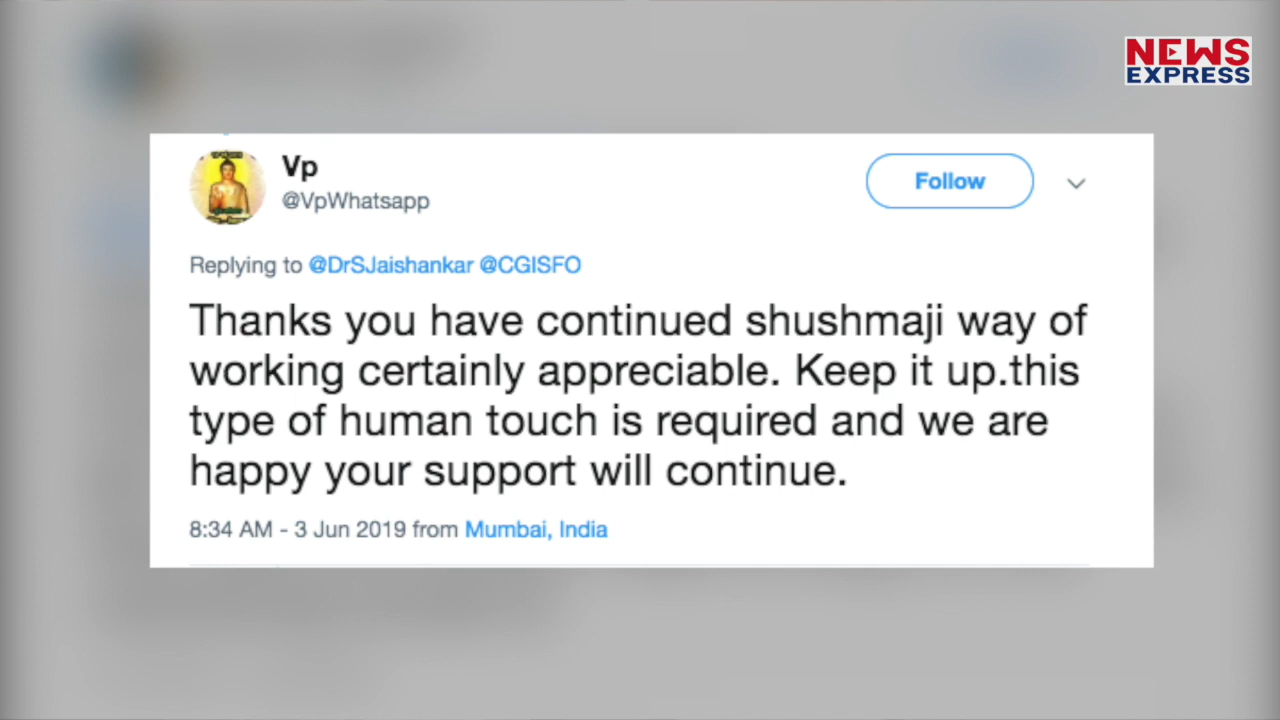 NEWS
EXPRESS
Vp
@VpWhatsapp
Follow
Replying to @DrSJaishankar @CGISFO
Thanks you have continued shushmaji way of
working certainly appreciable. Keep it up.this
type of human touch is required and we are
happy your support will continue.
8:34 AM - 3 Jun 2019 from Mumbai, India